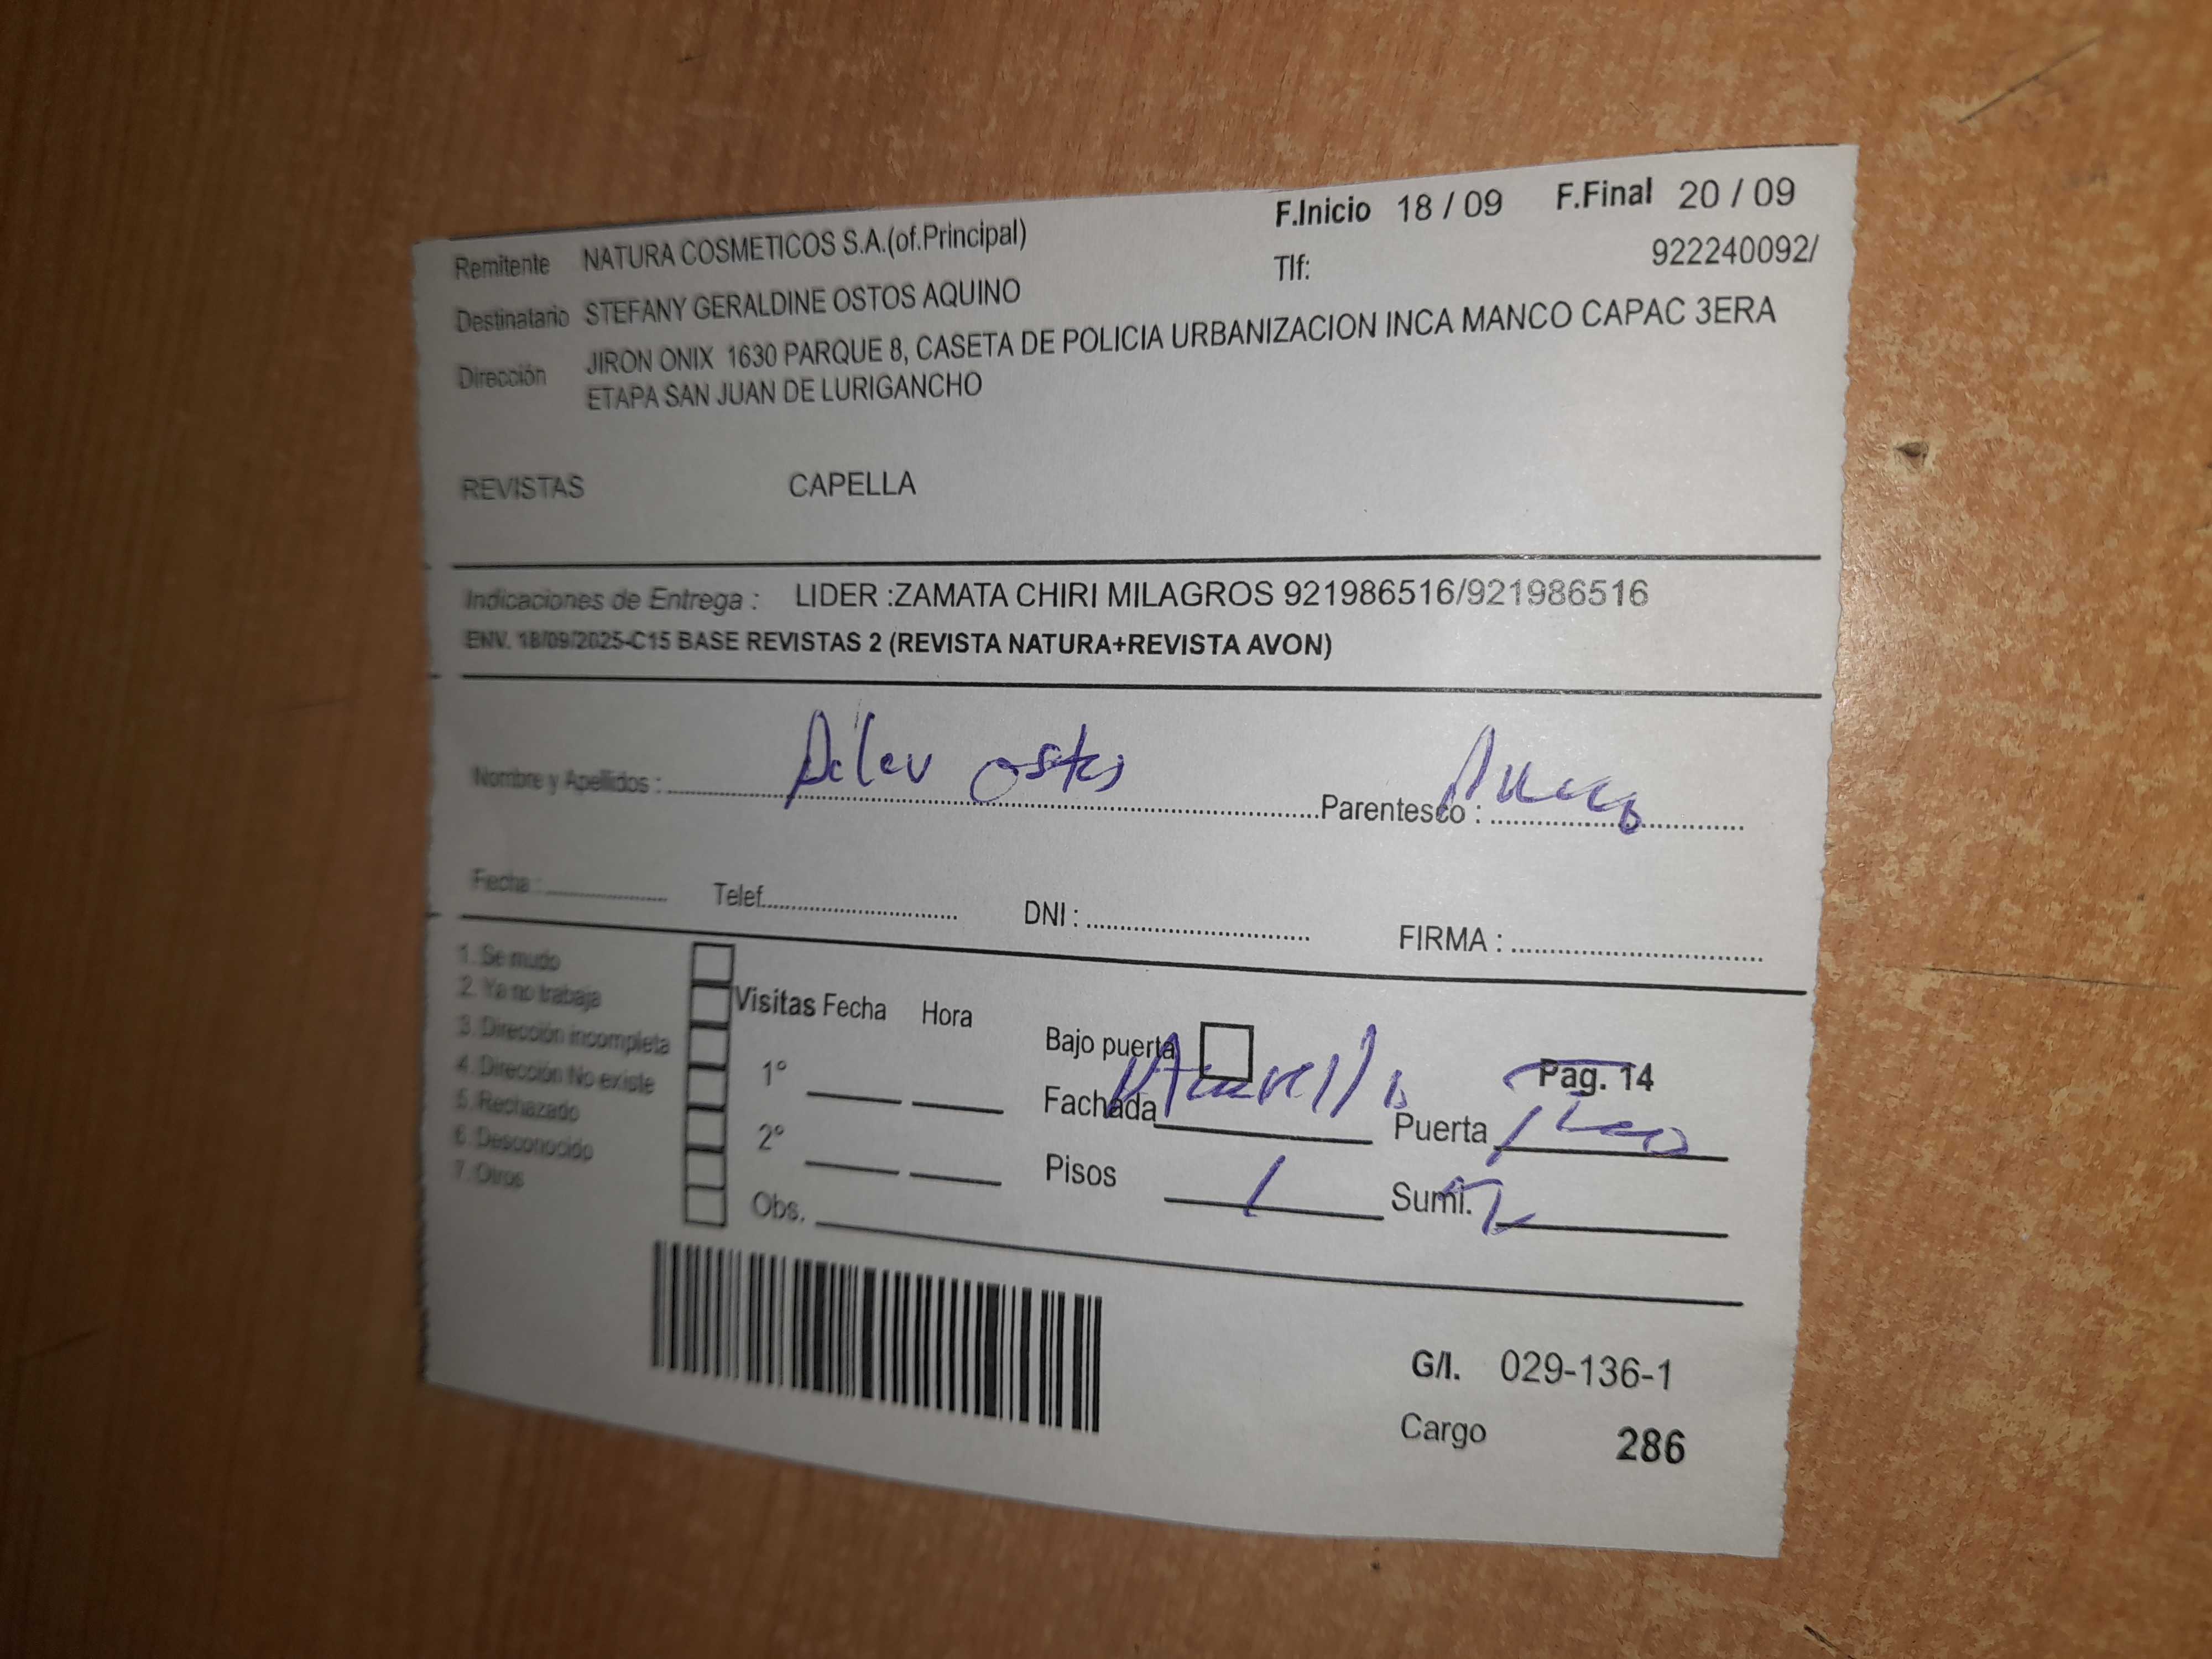 F.Inicio 18 / 09 F.Final 20 / 09
Remitente NATURA COSMETICOS S.A.(of.Principal) Tlf: 922240092/
Destinatario STEFANY GERALDINE OSTOS AQUINO
Dirección JIRON ONIX 1630 PARQUE 8, CASETA DE POLICIA URBANIZACION INCA MANCO CAPAC 3ERA
ETAPA SAN JUAN DE LURIGANCHO
REVISTAS CAPELLA
Indicaciones de Entrega : LIDER :ZAMATA CHIRI MILAGROS 921986516/921986516
ENV. 18/09/2025-C15 BASE REVISTAS 2 (REVISTA NATURA+REVISTA AVON)
Nombre y Apellidos : Ostos Parentesco :
Fecha : Telef. DNI : FIRMA :
1. Se mudo
2. Ya no trabaja
3. Dirección incompleta
4. Dirección No existe
5. Rechazado
6. Desconocido
7. Otros
Visitas Fecha Hora
1°
2°
Obs.
Bajo puerta Pag. 14
Fachada Puerta
Pisos 1 Sumi.
G/I. 029-136-1
Cargo 286